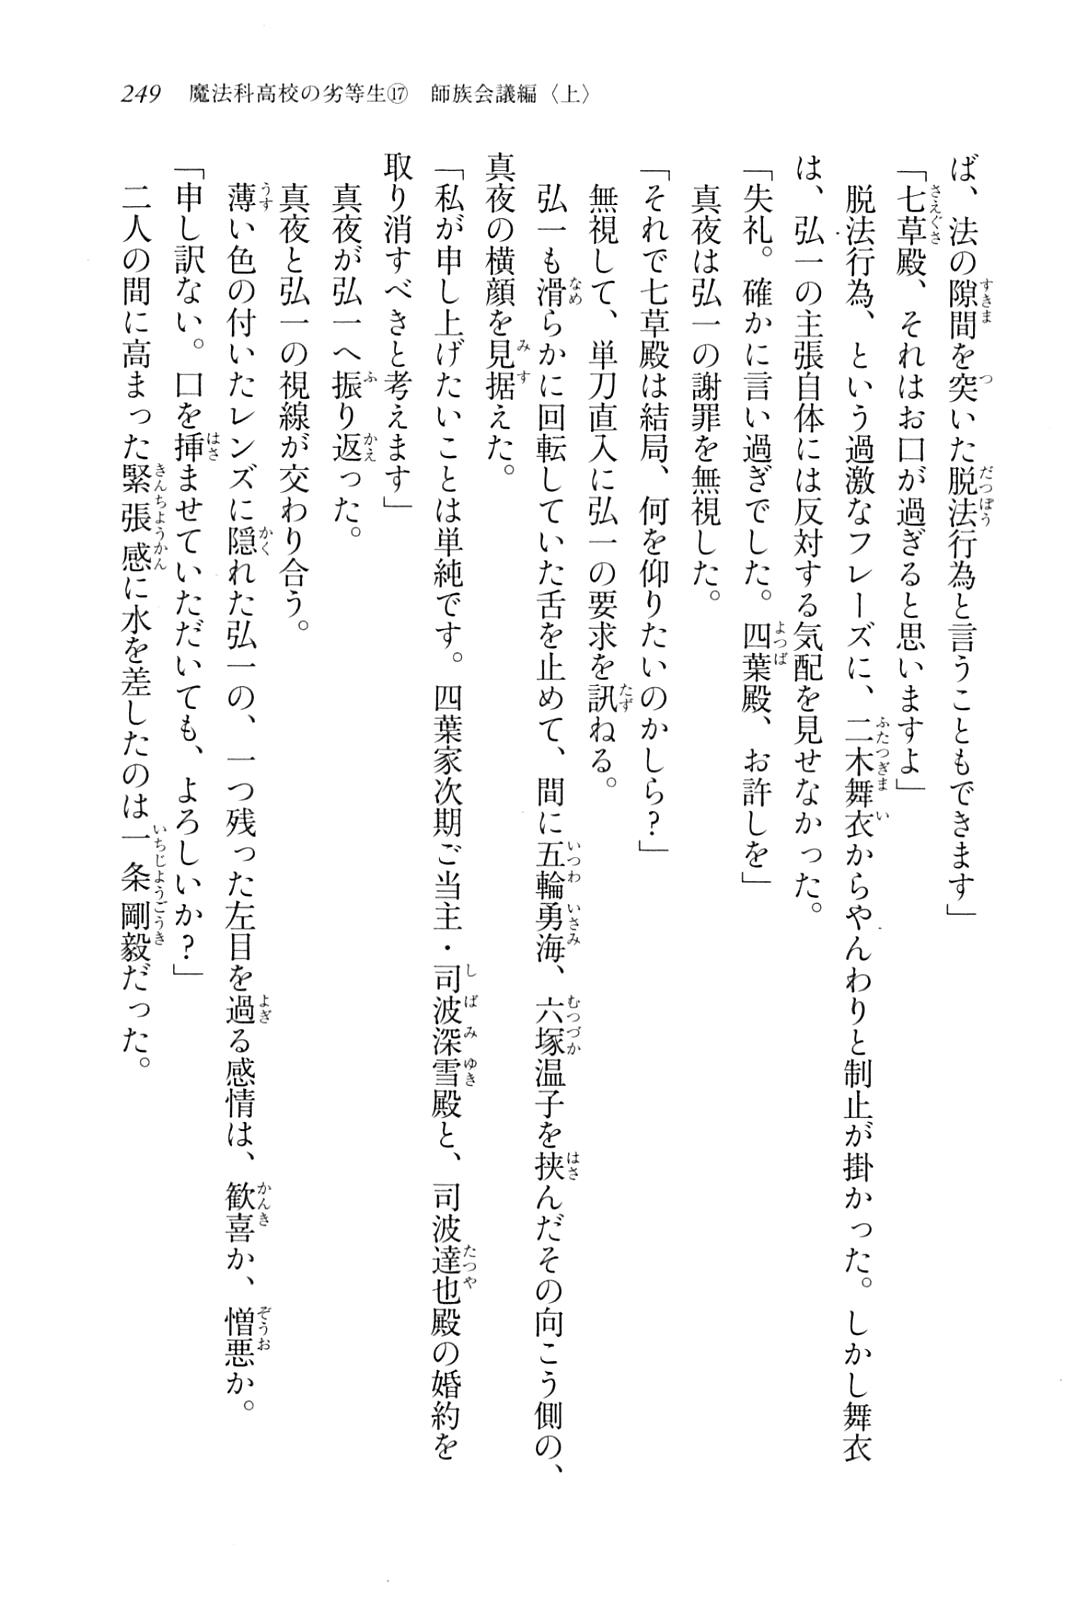 249　魔法科高校の劣等生⑰　師族会議編〈上〉
ば、法の隙間を突いた脱法行為と言うこともできます」
「七草殿、それはお口が過ぎると思いますよ」
脱法行為、という過激なフレーズに、二木舞衣からやんわりと制止が掛かった。しかし舞衣
は、弘一の主張自体には反対する気配を見せなかった。
「失礼。確かに言い過ぎでした。四葉殿、お許しを」
真夜は弘一の謝罪を無視した。
「それで七草殿は結局、何を仰りたいのかしら？」
無視して、単刀直入に弘一の要求を訊ねる。
弘一も滑らかに回転していた舌を止めて、間に五輪勇海、六塚温子を挟んだその向こう側の、
真夜の横顔を見据えた。
「私が申し上げたいことは単純です。四葉家次期ご当主・司波深雪殿と、司波達也殿の婚約を
取り消すべきと考えます」
真夜が弘一へ振り返った。
真夜と弘一の視線が交わり合う。
薄い色の付いたレンズに隠れた弘一の、一つ残った左目を過る感情は、歓喜か、憎悪か。
「申し訳ない。口を挿ませていただいても、よろしいか？」
二人の間に高まった緊張感に水を差したのは一条剛毅だった。